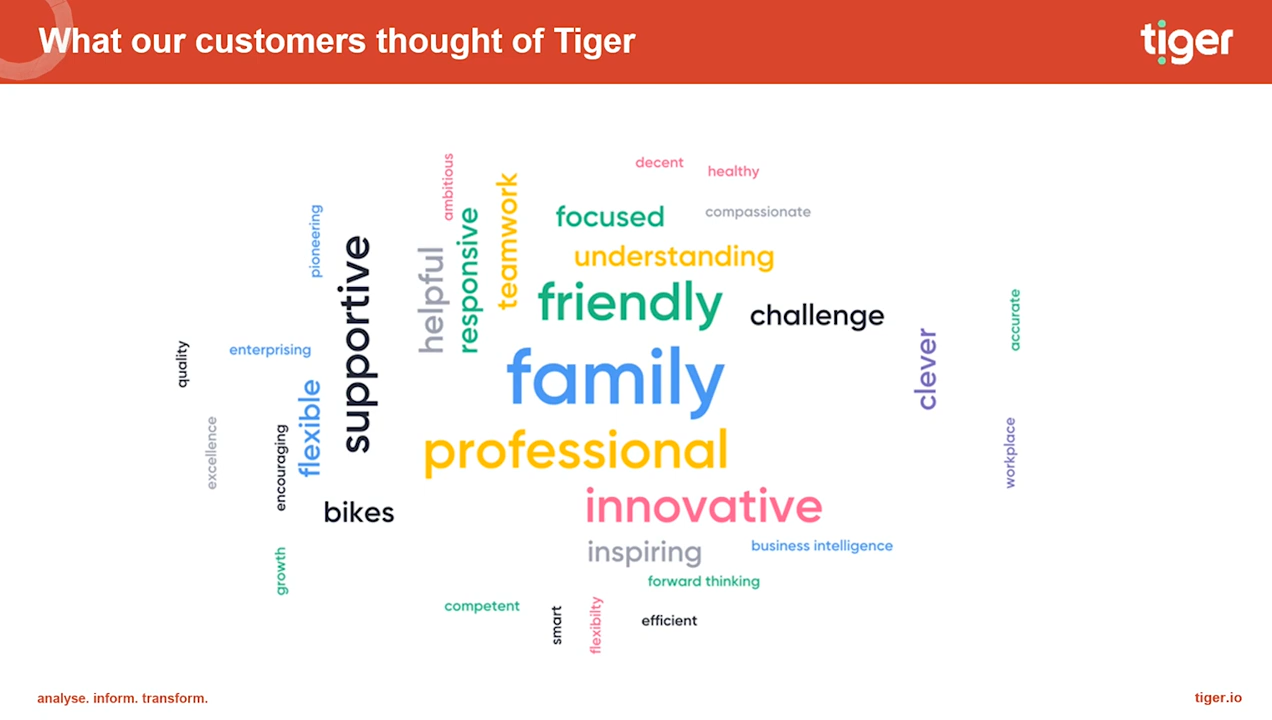 What our customers thought of Tiger
tiger
decent
healthy
ambitious
teamwork
pioneering
responsive
focused
compassionate
supportive
helpful
understanding
friendly
challenge
accurate
clever
quality
enterprising
family
flexible
excellence
encouraging
professional
workplace
innovative
bikes
inspiring
business intelligence
growth
forward thinking
competent
smart
flexibilty
efficient
analyse. inform. transform.
tiger.io